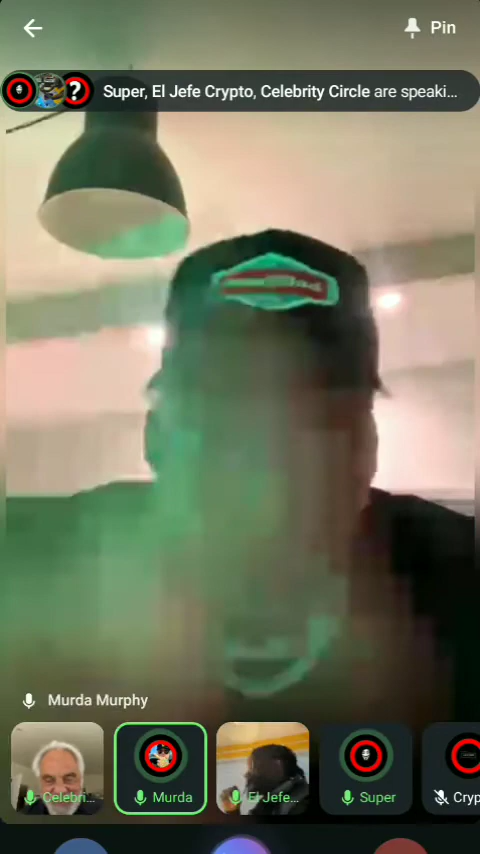 Pin
Super, El Jefe Crypto, Celebrity Circle are speaki...
?
Murda Murphy
Celebri...
Murda
El Jefe...
Super
Cryp